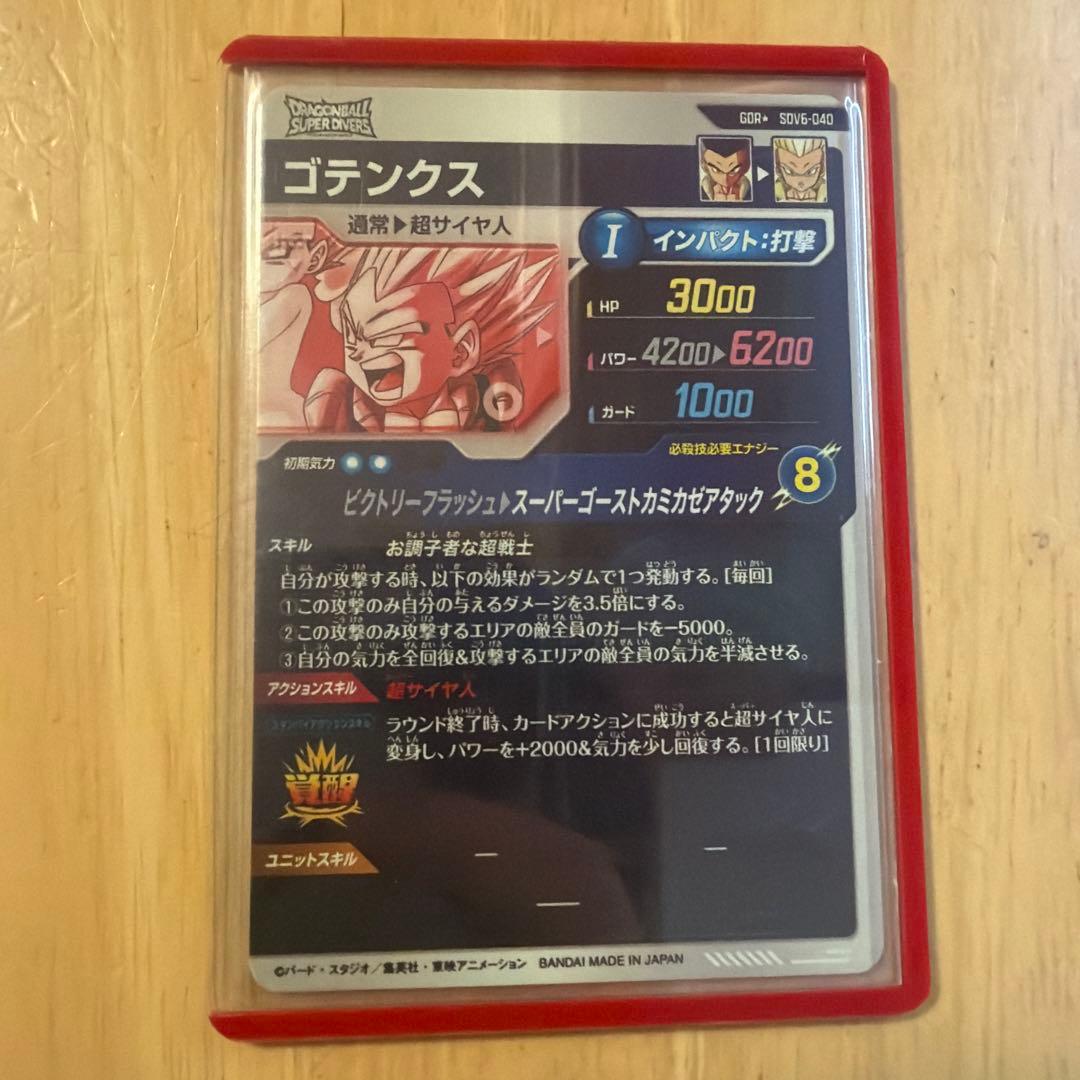 DRAGONBALL
SUPER DIVERS
GDR★ SDV6-040
ゴテンクス
通常▶超サイヤ人
I インパクト:打撃
HP 3000
パワー 4200▶6200
ガード 1000
初期気力
必殺技必要エナジー
8
ビクトリーフラッシュ▶スーパーゴーストカミカゼアタック
スキル お調子者な超戦士
自分が攻撃する時、以下の効果がランダムで1つ発動する。[毎回]
①この攻撃のみ自分の与えるダメージを3.5倍にする。
②この攻撃のみ攻撃するエリアの敵全員のガードを-5000。
③自分の気力を全回復&攻撃するエリアの敵全員の気力を半減させる。
アクションスキル 超サイヤ人
スタンバイアクションスキル
ラウンド終了時、カードアクションに成功すると超サイヤ人に
変身し、パワーを+2000&気力を少し回復する。[1回限り]
覚醒
ユニットスキル
©バード・スタジオ/集英社・東映アニメーション BANDAI MADE IN JAPAN